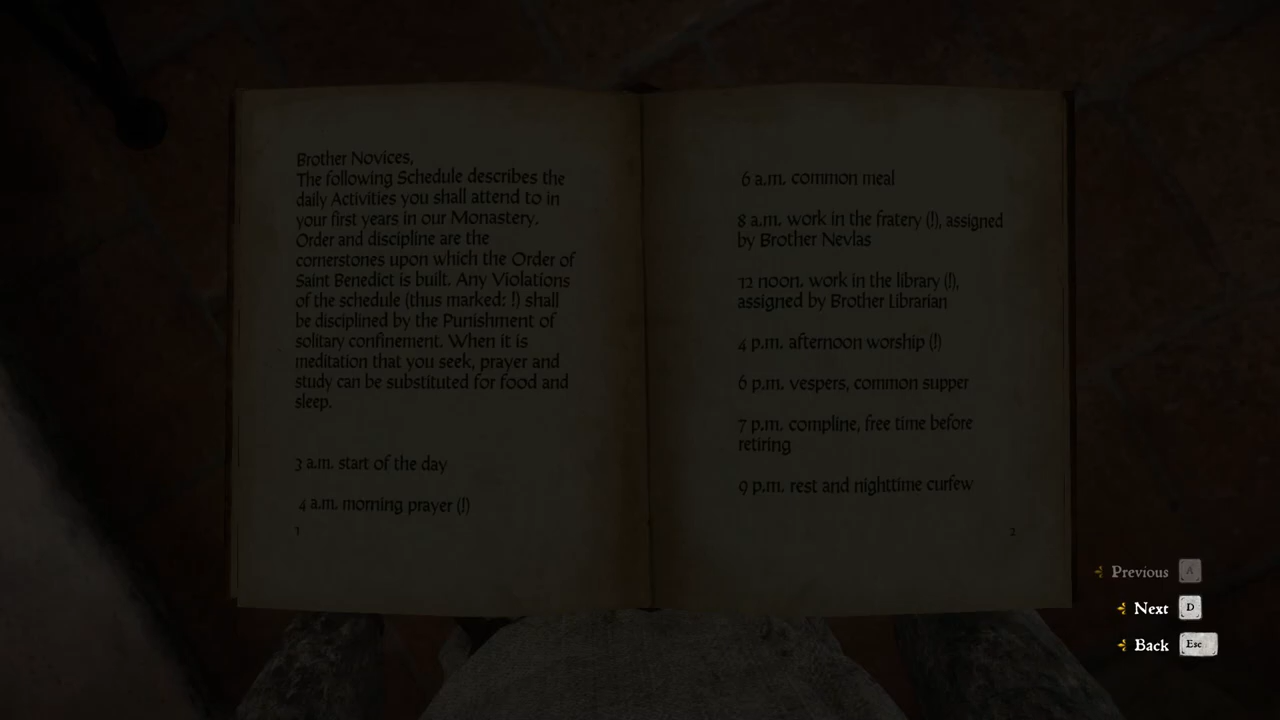 Brother Novices,
The following Schedule describes the
daily Activities you shall attend to in
your first years in our Monastery.
Order and discipline are the
cornerstones upon which the Order of
Saint Benedict is built. Any Violations
of the schedule (thus marked: !) shall
be disciplined by the Punishment of
solitary confinement. When it is
meditation that you seek, prayer and
study can be substituted for food and
sleep.
3 a.m. start of the day
4 a.m. morning prayer (!)
1
6 a.m. common meal
8 a.m. work in the fratery (!), assigned
by Brother Nevlas
12 noon. work in the library (!),
assigned by Brother Librarian
4 p.m. afternoon worship (!)
6 p.m. vespers, common supper
7 p.m. compline, free time before
retiring
9 p.m. rest and nighttime curfew
2
Previous A
Next D
Back Esc